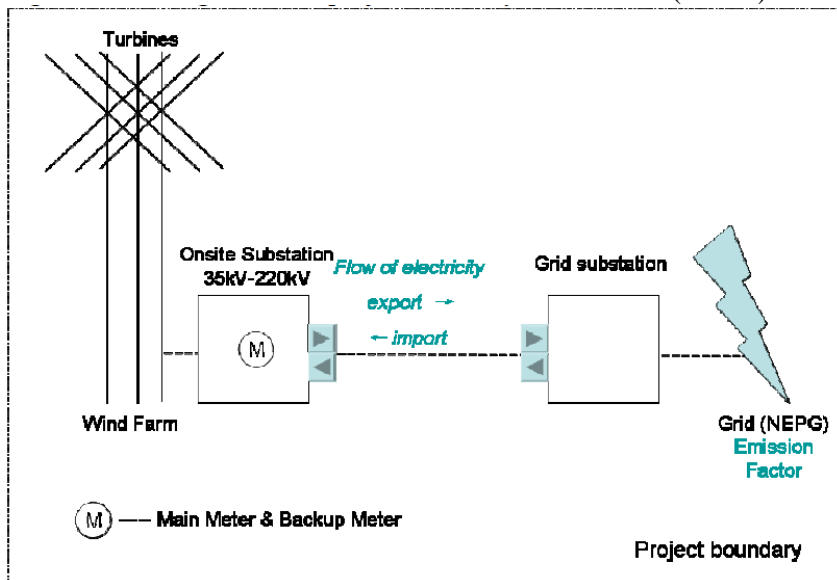 Turbines
Onsite Substation
35kV-220kV
Flow of electricity
export →
← import
Grid substation
M
Wind Farm
Grid (NEPG)
Emission
Factor
M — Main Meter & Backup Meter
Project boundary